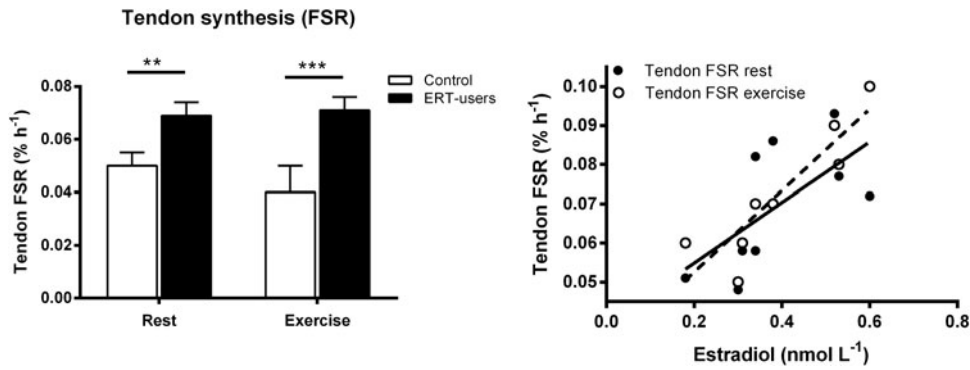 Tendon synthesis (FSR)
**
***
Control
ERT-users
Tendon FSR (% h⁻¹)
0.08
0.06
0.04
0.02
0.00
Rest
Exercise
Tendon FSR rest
Tendon FSR exercise
Tendon FSR (% h⁻¹)
0.10
0.09
0.08
0.07
0.06
0.05
0.0
0.2
0.4
0.6
0.8
Estradiol (nmol L⁻¹)